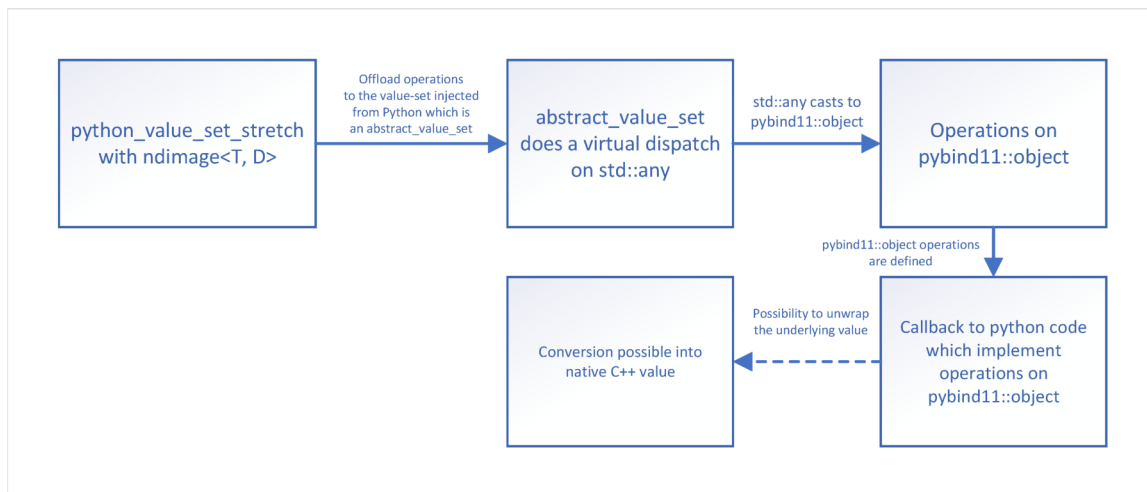 python_value_set_stretch
with ndimage<T, D>
Offload operations
to the value-set injected
from Python which is
an abstract_value_set
abstract_value_set
does a virtual dispatch
on std::any
std::any casts to
pybind11::object
Operations on
pybind11::object
pybind11::object operations
are defined
Callback to python code
which implement
operations on
pybind11::object
Possibility to unwrap
the underlying value
Conversion possible into
native C++ value